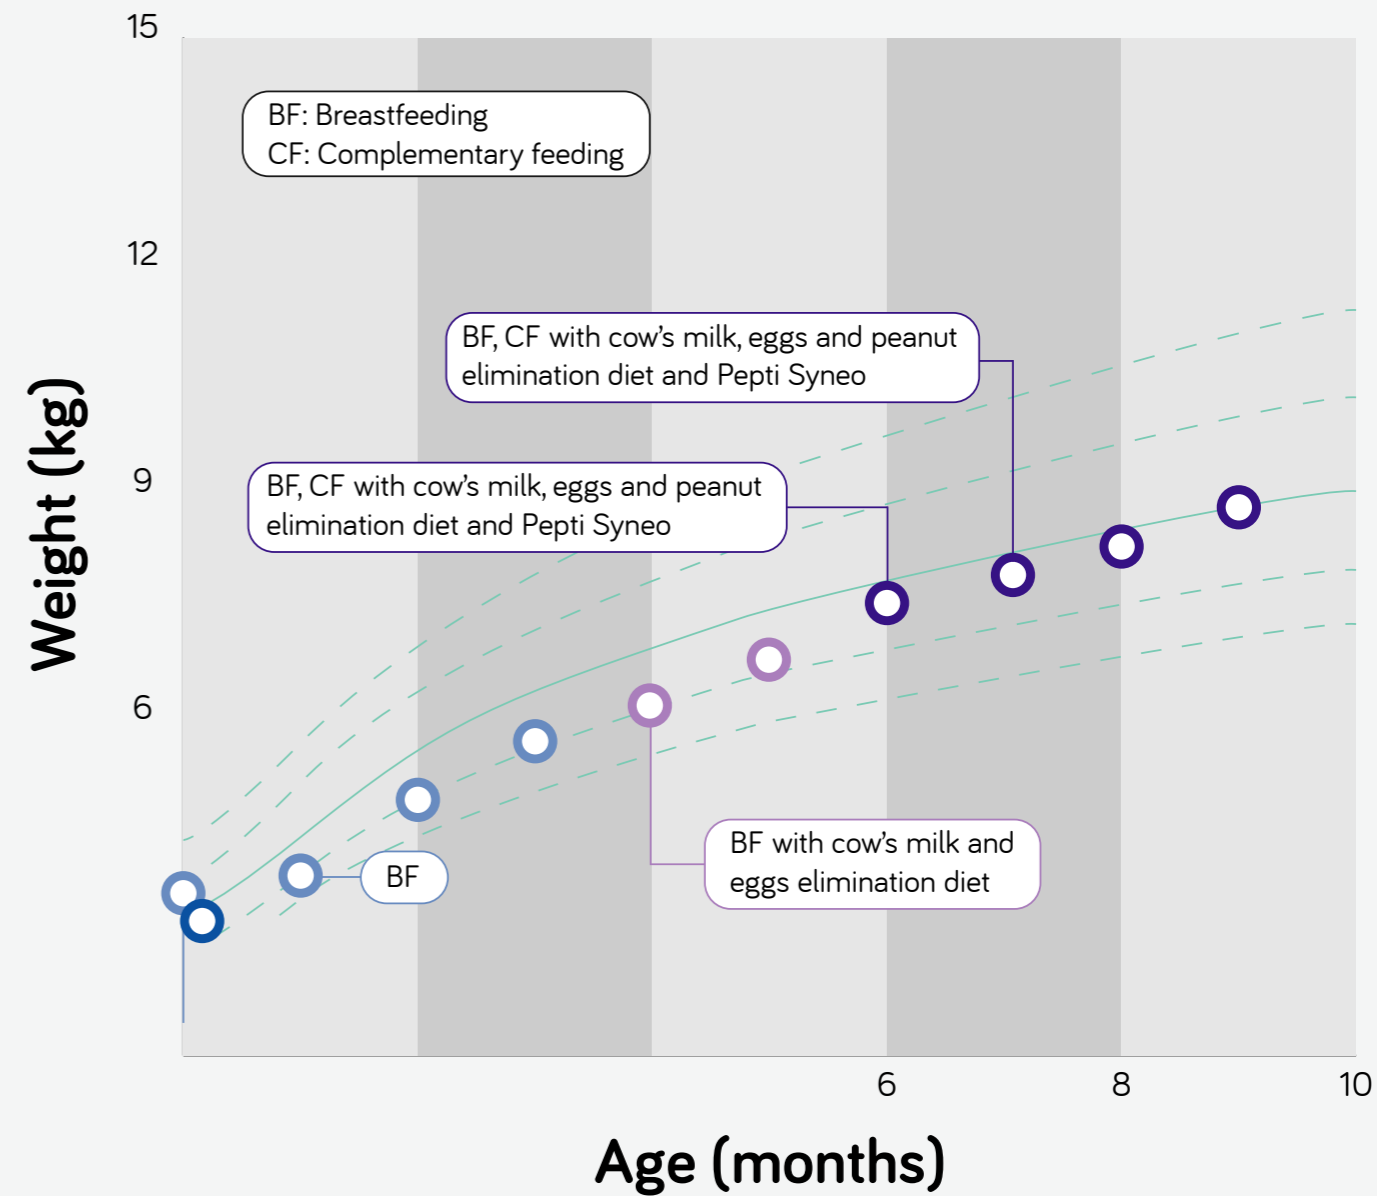 15
BF: Breastfeeding
CF: Complementary feeding
12
BF, CF with cow's milk, eggs and peanut
elimination diet and Pepti Syneo
9
BF, CF with cow's milk, eggs and peanut
elimination diet and Pepti Syneo
Weight (kg)
6
BF with cow's milk and
eggs elimination diet
BF
6
8
10
Age (months)